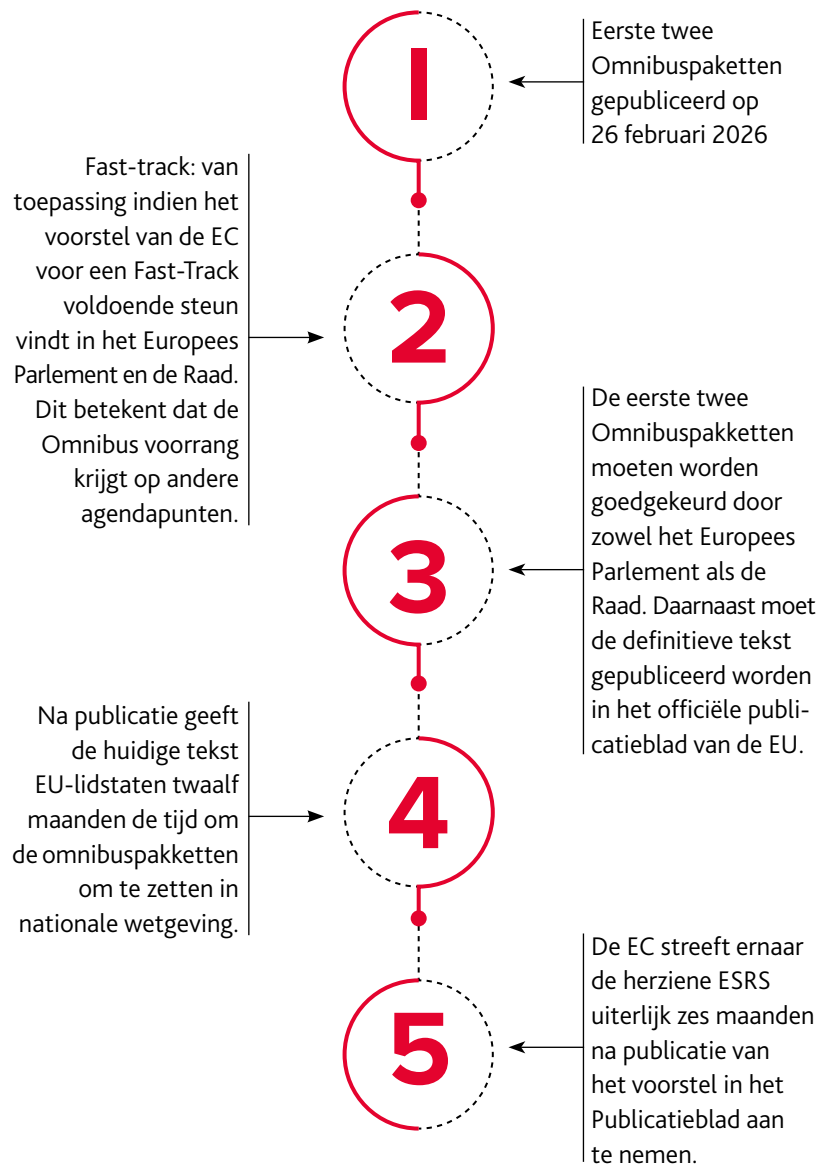 1
Eerste twee
Omnibuspaketten
gepubliceerd op
26 februari 2026
Fast-track: van
toepassing indien het
voorstel van de EC
voor een Fast-Track
voldoende steun
vindt in het Europees
Parlement en de Raad.
Dit betekent dat de
Omnibus voorrang
krijgt op andere
agendapunten.
2
3
De eerste twee
Omnibuspakketten
moeten worden
goedgekeurd door
zowel het Europees
Parlement als de
Raad. Daarnaast moet
de definitieve tekst
gepubliceerd worden
in het officiële publi-
catieblad van de EU.
Na publicatie geeft
de huidige tekst
EU-lidstaten twaalf
maanden de tijd om
de omnibuspakketten
om te zetten in
nationale wetgeving.
4
5
De EC streeft ernaar
de herziene ESRS
uiterlijk zes maanden
na publicatie van
het voorstel in het
Publicatieblad aan
te nemen.